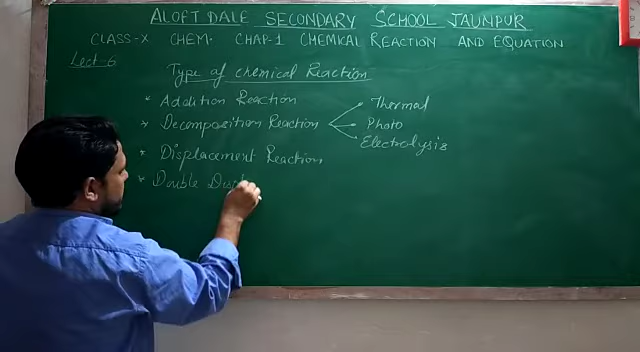 ALOFT DALE SECONDARY SCHOOL JAUNPUR
CLASS-X CHEM. CHAP-1 CHEMICAL REACTION AND EQUATION
Lect-6
Type of chemical Reaction
* Addition Reaction
* Decomposition Reaction
Thermal
Photo
Electrolysis
* Displacement Reaction
* Double